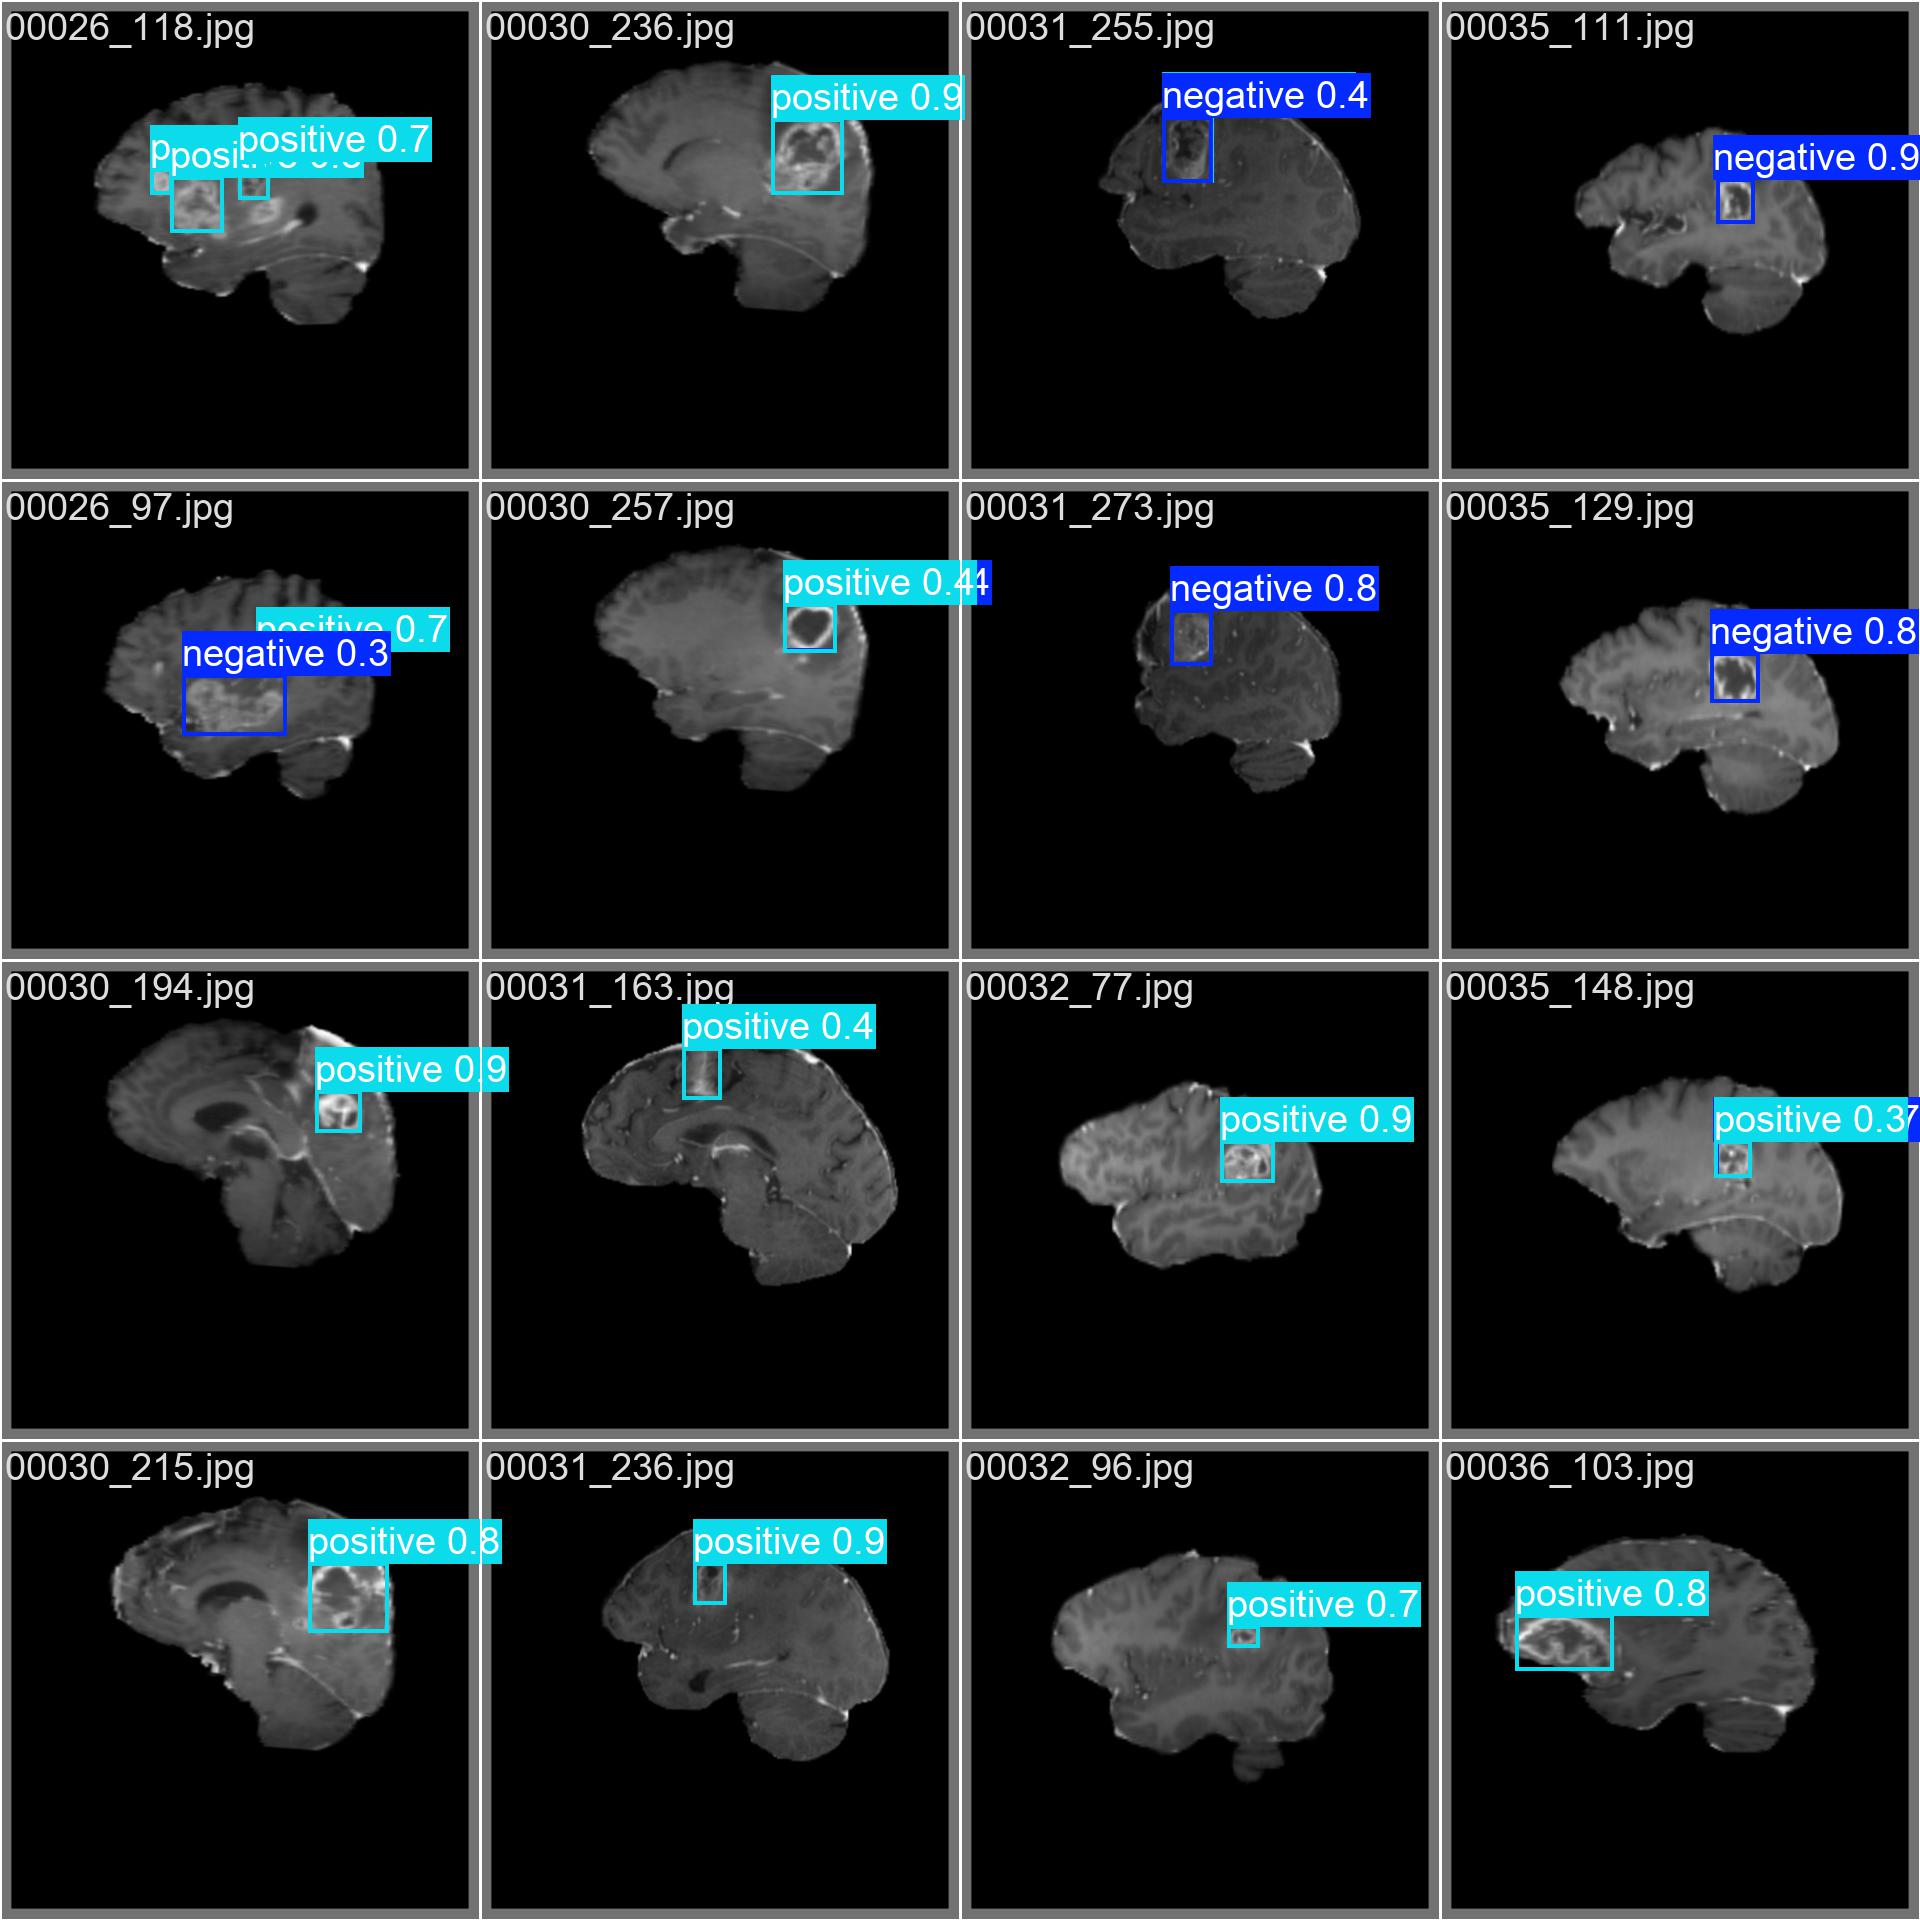 00026_118.jpg
positive 0.7
00030_236.jpg
positive 0.9
00031_255.jpg
negative 0.4
00035_111.jpg
negative 0.9
00026_97.jpg
positive 0.7
negative 0.3
00030_257.jpg
positive 0.4
00031_273.jpg
negative 0.8
00035_129.jpg
negative 0.8
00030_194.jpg
positive 0.9
00031_163.jpg
positive 0.4
00032_77.jpg
positive 0.9
00035_148.jpg
positive 0.3
00030_215.jpg
positive 0.8
00031_236.jpg
positive 0.9
00032_96.jpg
positive 0.7
00036_103.jpg
positive 0.8